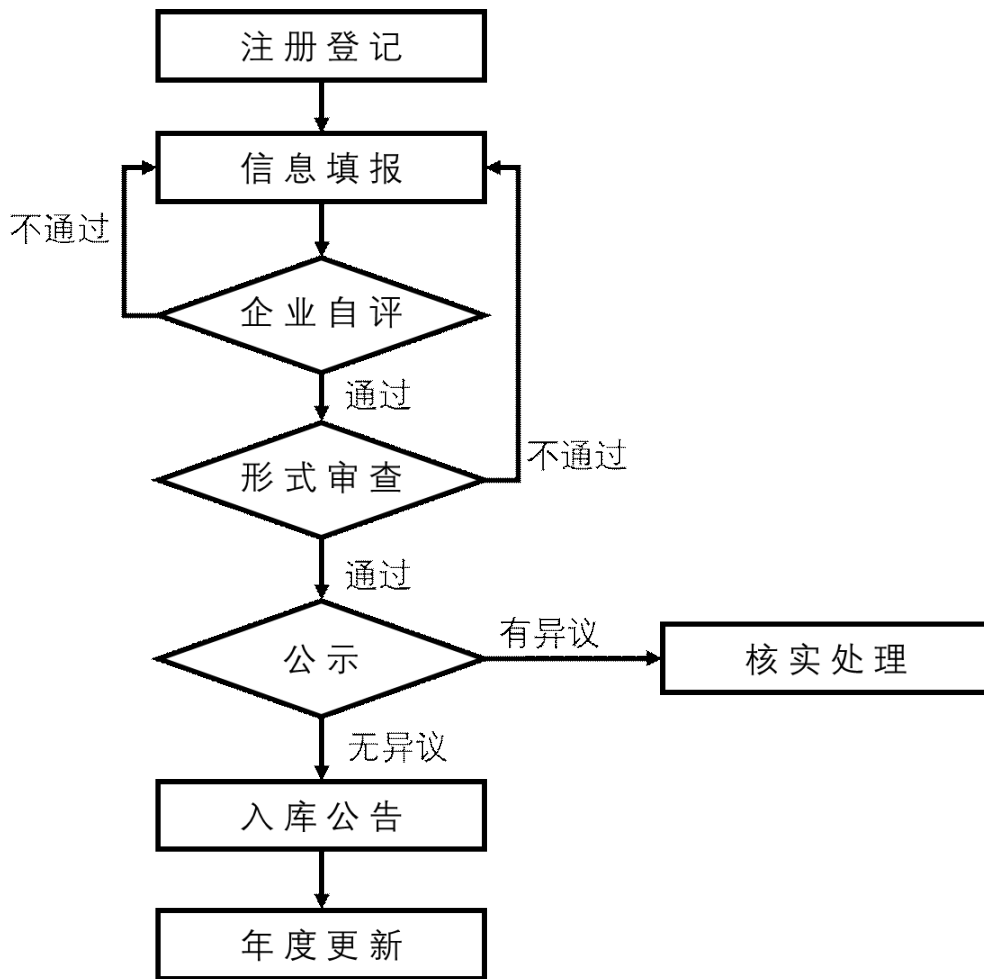 注册登记
信息填报
不通过
企业自评
通过
形式审查
不通过
通过
公示
有异议
核实处理
无异议
入库公告
年度更新